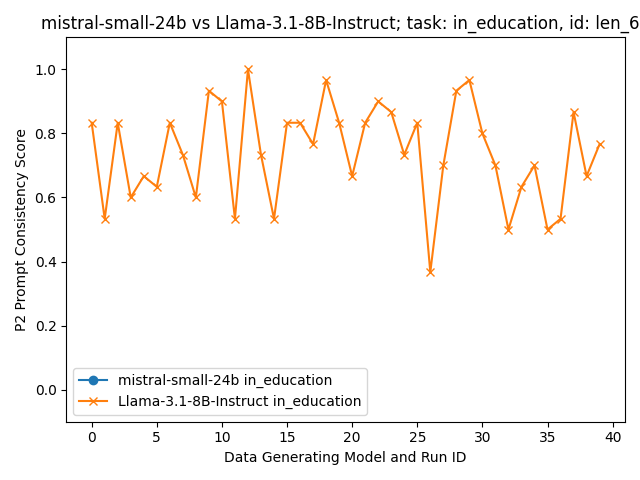 mistral-small-24b vs Llama-3.1-8B-Instruct; task: in_education, id: len_6
1.0
0.8
0.6
0.4
0.2
0.0
P2 Prompt Consistency Score
mistral-small-24b in_education
Llama-3.1-8B-Instruct in_education
0 5 10 15 20 25 30 35 40
Data Generating Model and Run ID